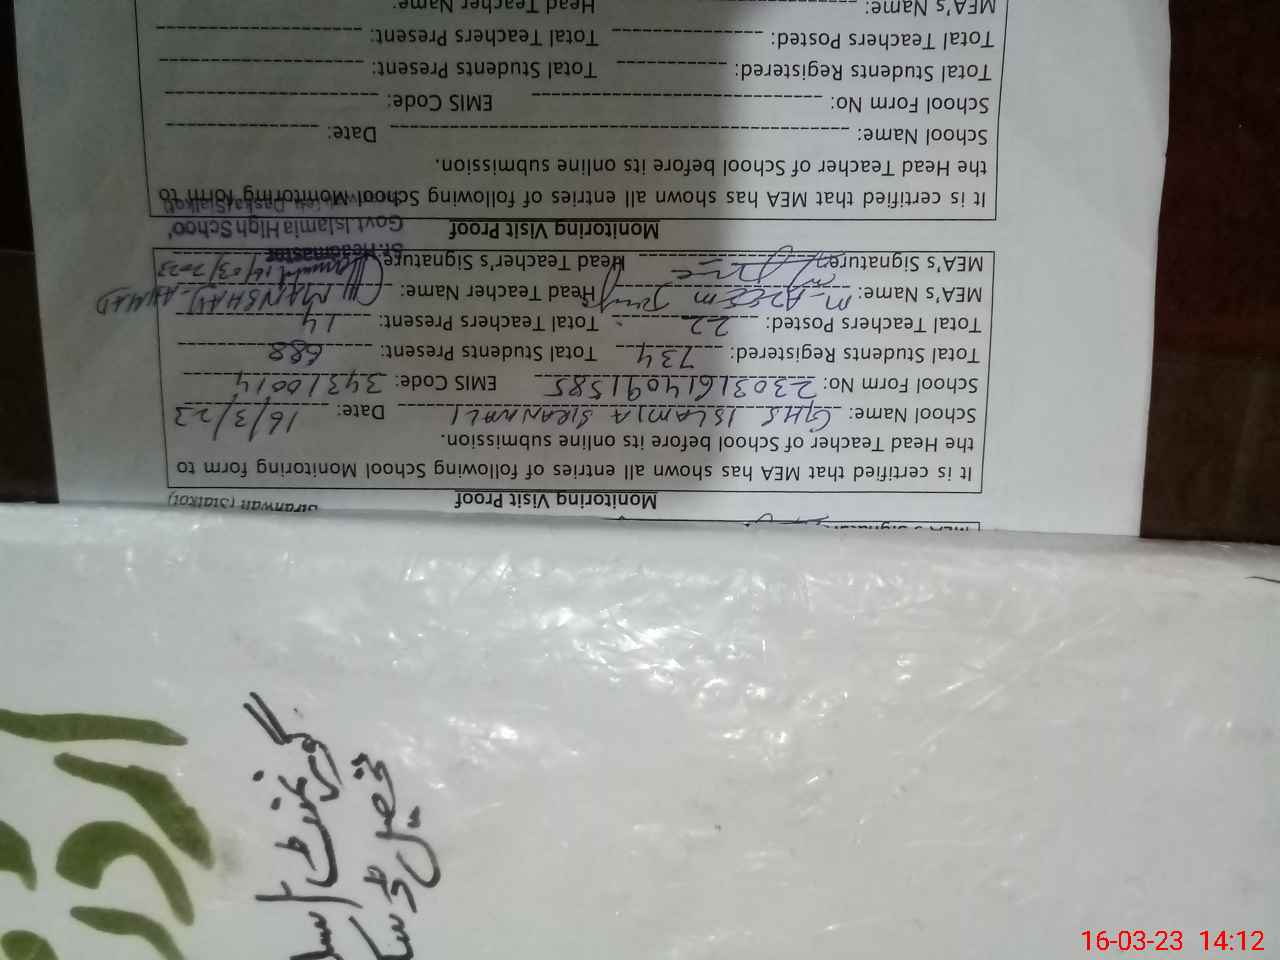 Siranwali (Sialkot)
Monitoring Visit Proof
It is certified that MEA has shown all entries of following School Monitoring form to
the Head Teacher of School before its online submission.
School Name: GHS ISLAMIA SIRANWALI Date: 16/3/23
School Form No: 23031614091585 EMIS Code: 34310014
Total Students Registered: 734 Total Students Present: 688
Total Teachers Posted: 22 Total Teachers Present: 14
MEA's Name: M-AZEEM Head Teacher Name: MANSHAH AHMAD
MEA's Signature: Head Teacher's Signature: 16/03/2023
Sr. Headmaster
Govt Islamia High School
Monitoring Visit Proof
It is certified that MEA has shown all entries of following School Monitoring form to
the Head Teacher of School before its online submission.
School Name: Date:
School Form No: EMIS Code:
Total Students Registered: Total Students Present:
Total Teachers Posted: Total Teachers Present:
MEA's Name: Head Teacher Name:
گورنمنٹ
تحصیل ڈسکہ
16-03-23 14:12